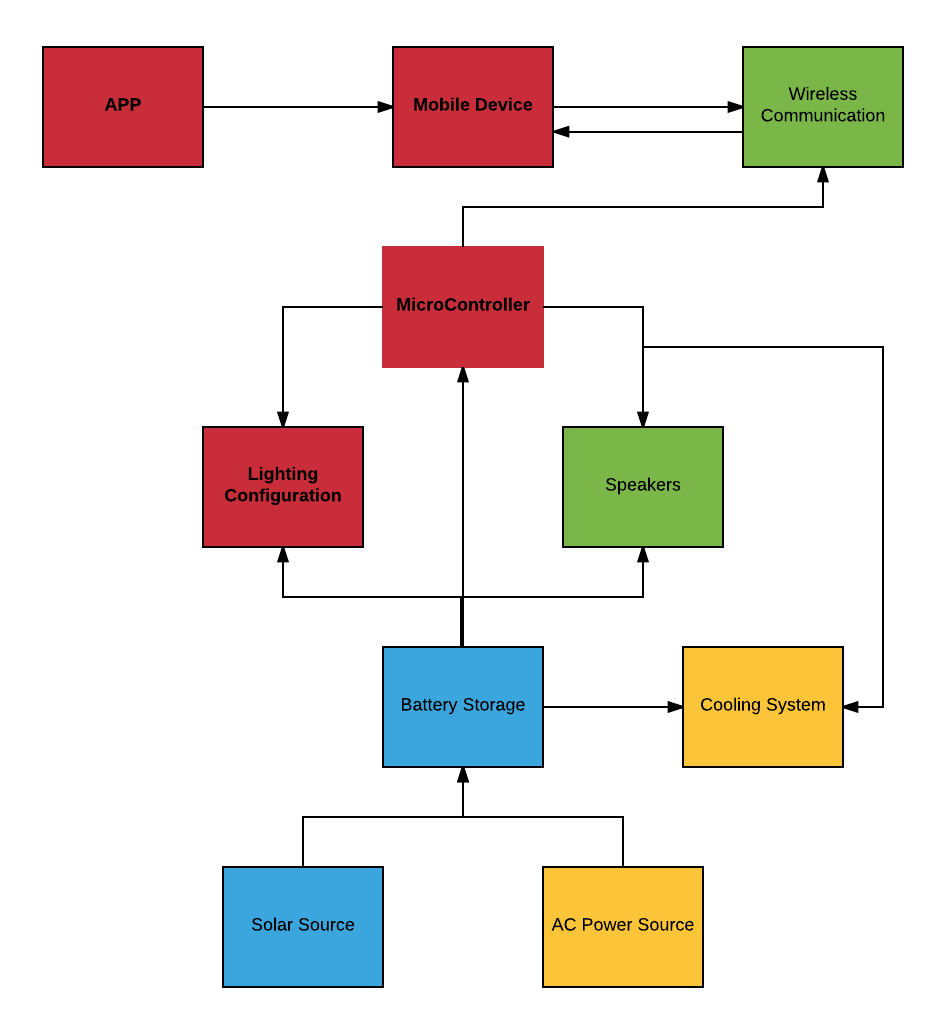 APP
Mobile Device
Wireless
Communication
MicroController
Lighting
Configuration
Speakers
Battery Storage
Cooling System
Solar Source
AC Power Source